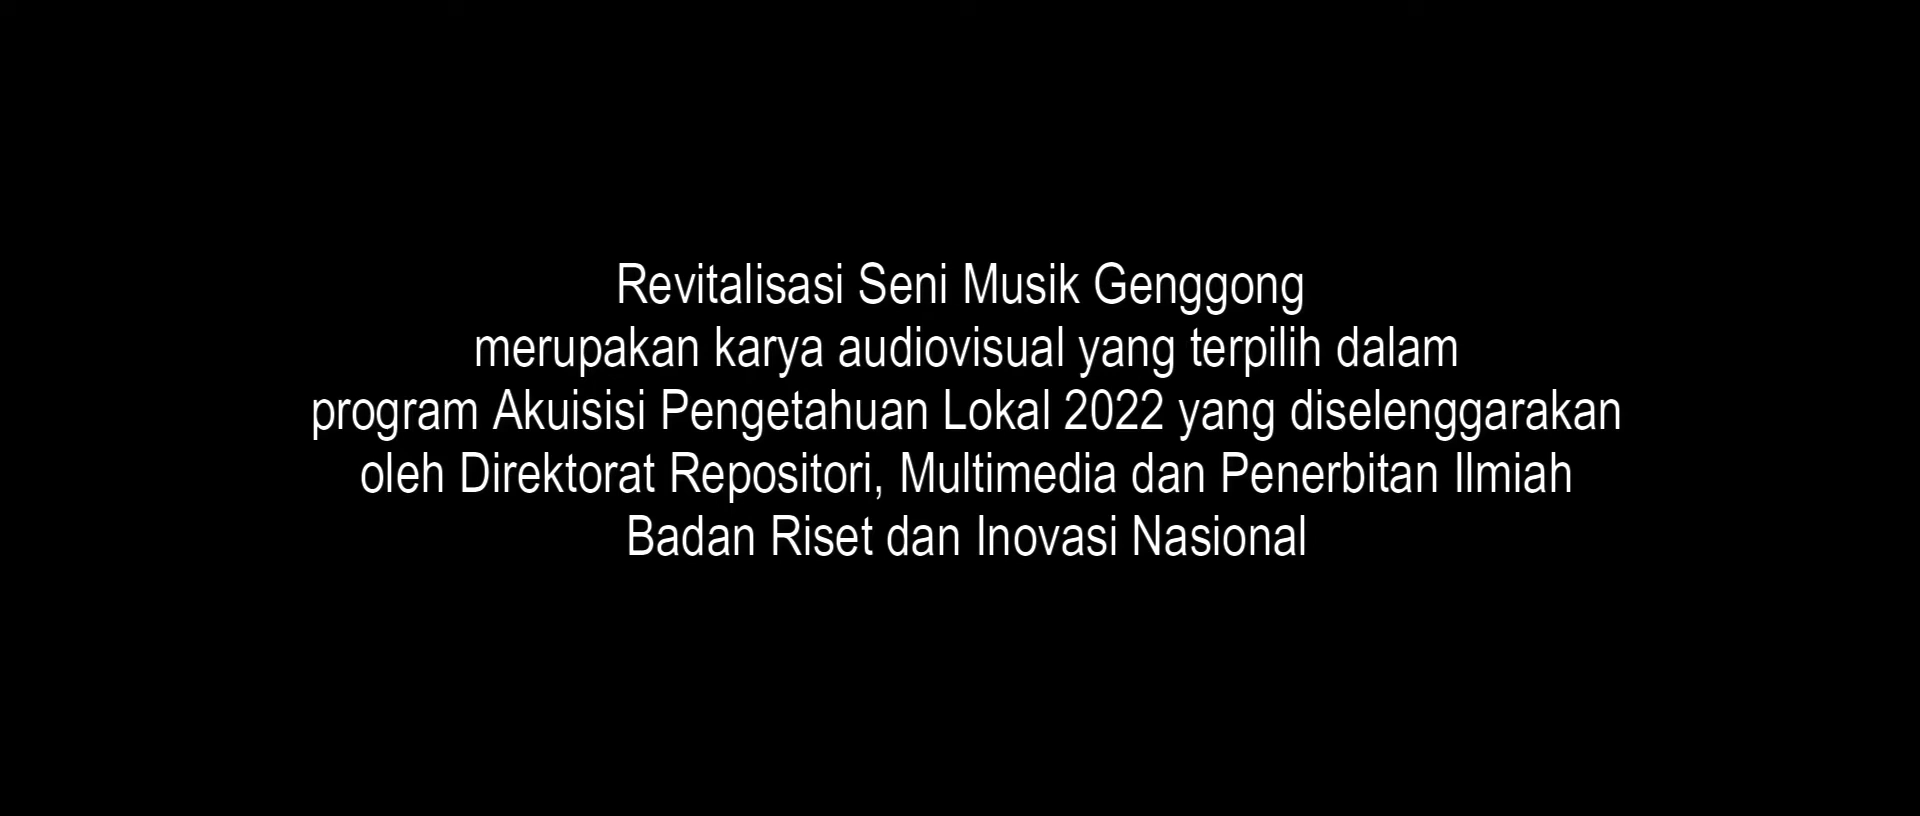 Revitalisasi Seni Musik Genggong
merupakan karya audiovisual yang terpilih dalam
program Akuisisi Pengetahuan Lokal 2022 yang diselenggarakan
oleh Direktorat Repositori, Multimedia dan Penerbitan Ilmiah
Badan Riset dan Inovasi Nasional